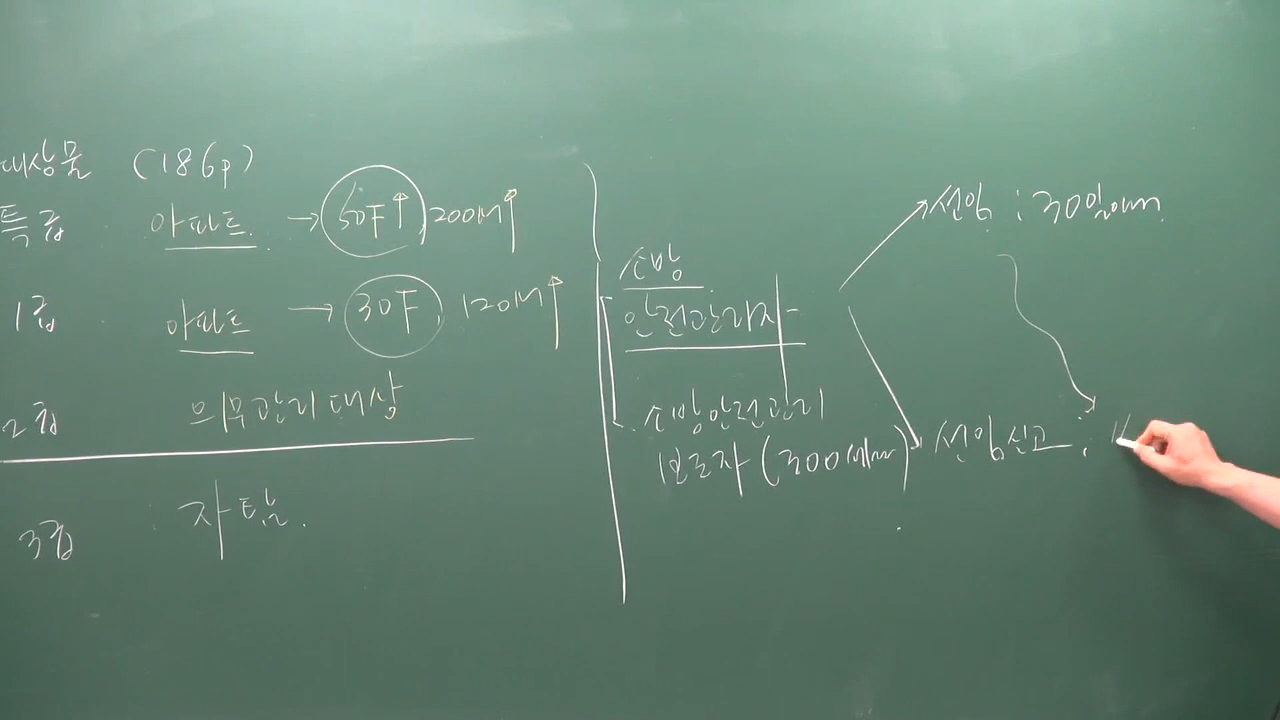 대상물 (186p)
특급 아파트 → 50F↑, 200M↑
1급 아파트 → 30F, 120M↑
2급 의무관리대상
3급 : 자탐.
소방
안전관리자
소방안전관리
보조자 (300세대)
선임 : 30일
선임신고 :